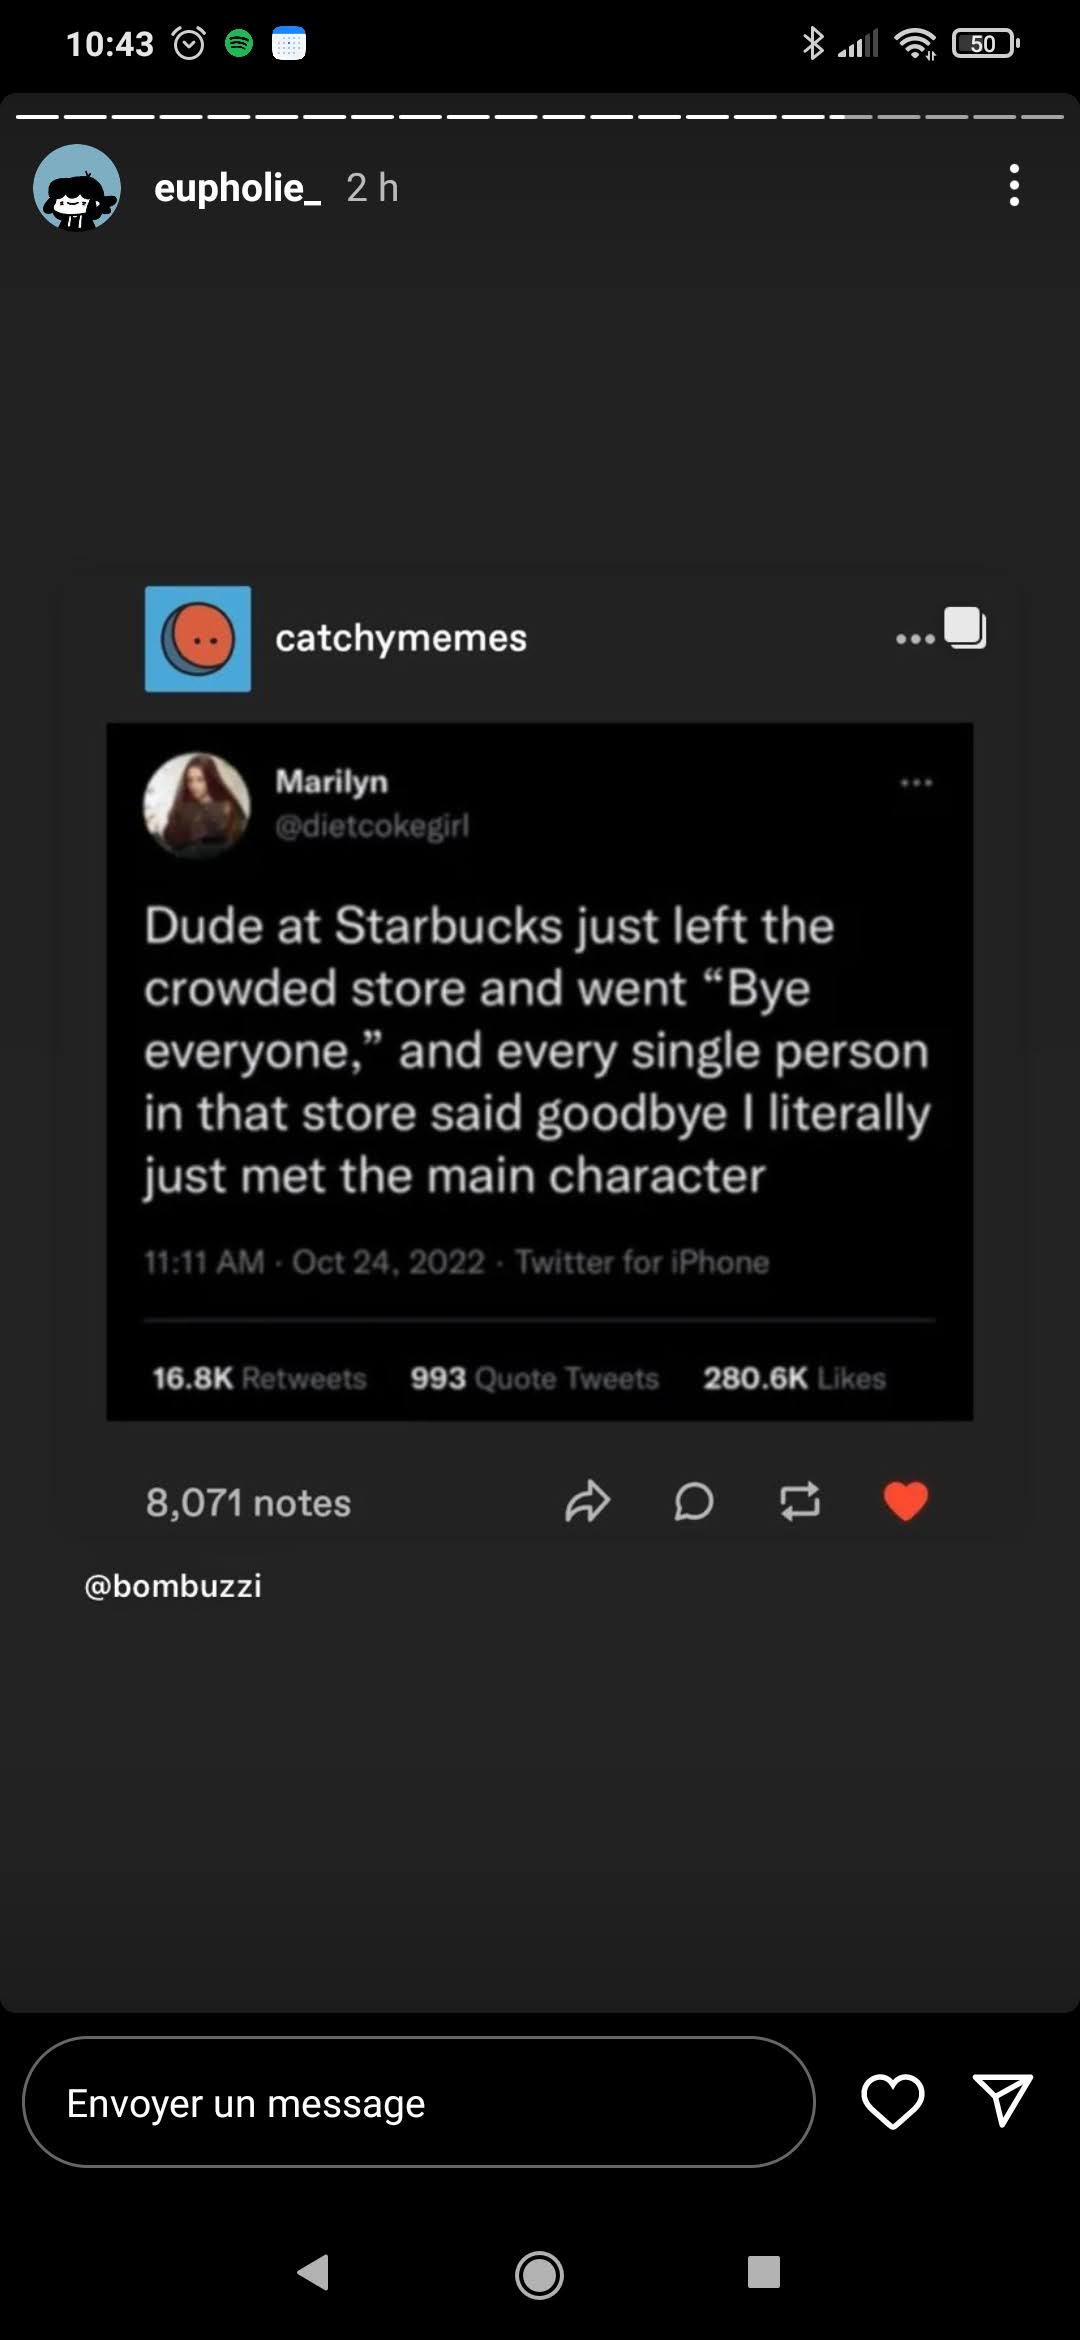 10:43
50
eupholie_ 2 h
catchymemes
Marilyn
@dietcokegirl
Dude at Starbucks just left the
crowded store and went “Bye
everyone,” and every single person
in that store said goodbye I literally
just met the main character
11:11 AM · Oct 24, 2022 · Twitter for iPhone
16.8K Retweets 993 Quote Tweets 280.6K Likes
8,071 notes
@bombuzzi
Envoyer un message